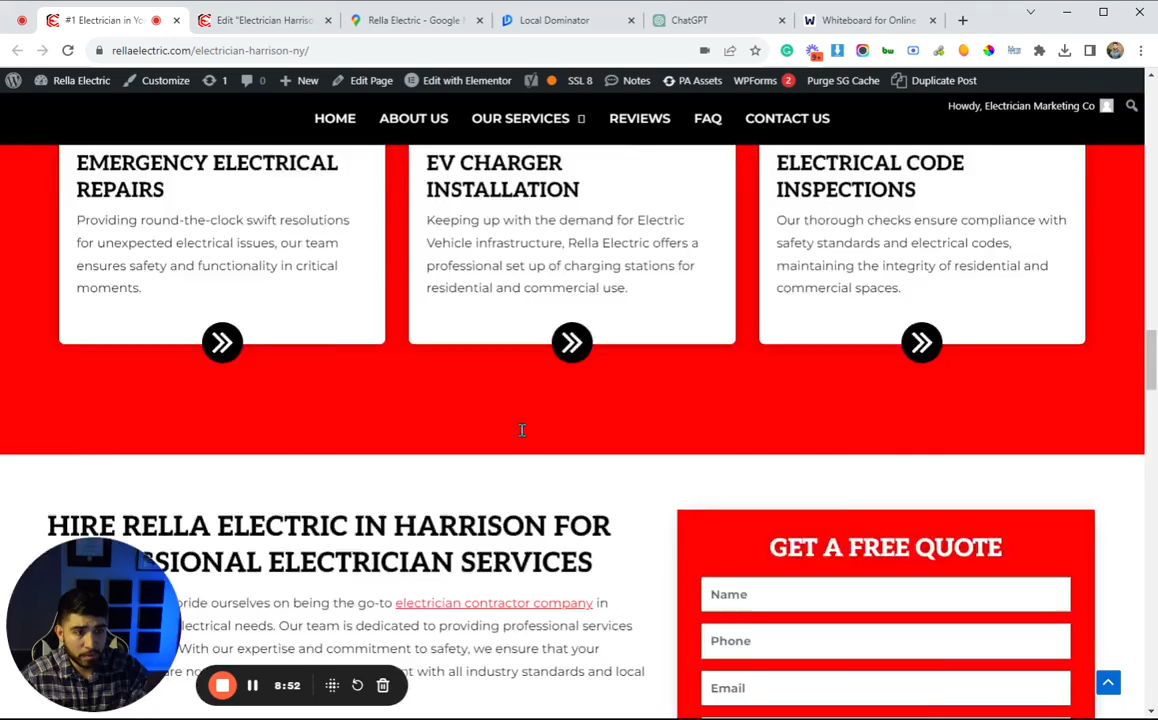 #1 Electrician in Yo
Edit "Electrician Harriso
Rella Electric - Google
Local Dominator
ChatGPT
Whiteboard for Online
rellaelectric.com/electrician-harrison-ny/
9+
Rella Electric
Customize
1
0
New
Edit Page
Edit with Elementor
SSL 8
Notes
PA Assets
WPForms 2
Purge SG Cache
Duplicate Post
Howdy, Electrician Marketing Co
HOME ABOUT US OUR SERVICES REVIEWS FAQ CONTACT US
EMERGENCY ELECTRICAL
REPAIRS
Providing round-the-clock swift resolutions
for unexpected electrical issues, our team
ensures safety and functionality in critical
moments.
EV CHARGER
INSTALLATION
Keeping up with the demand for Electric
Vehicle infrastructure, Rella Electric offers a
professional set up of charging stations for
residential and commercial use.
ELECTRICAL CODE
INSPECTIONS
Our thorough checks ensure compliance with
safety standards and electrical codes,
maintaining the integrity of residential and
commercial spaces.
HIRE RELLA ELECTRIC IN HARRISON FOR
SSIONAL ELECTRICIAN SERVICES
pride ourselves on being the go-to electrician contractor company in
lectrical needs. Our team is dedicated to providing professional services
With our expertise and commitment to safety, we ensure that your
with all industry standards and local
GET A FREE QUOTE
Name
Phone
Email
8:52